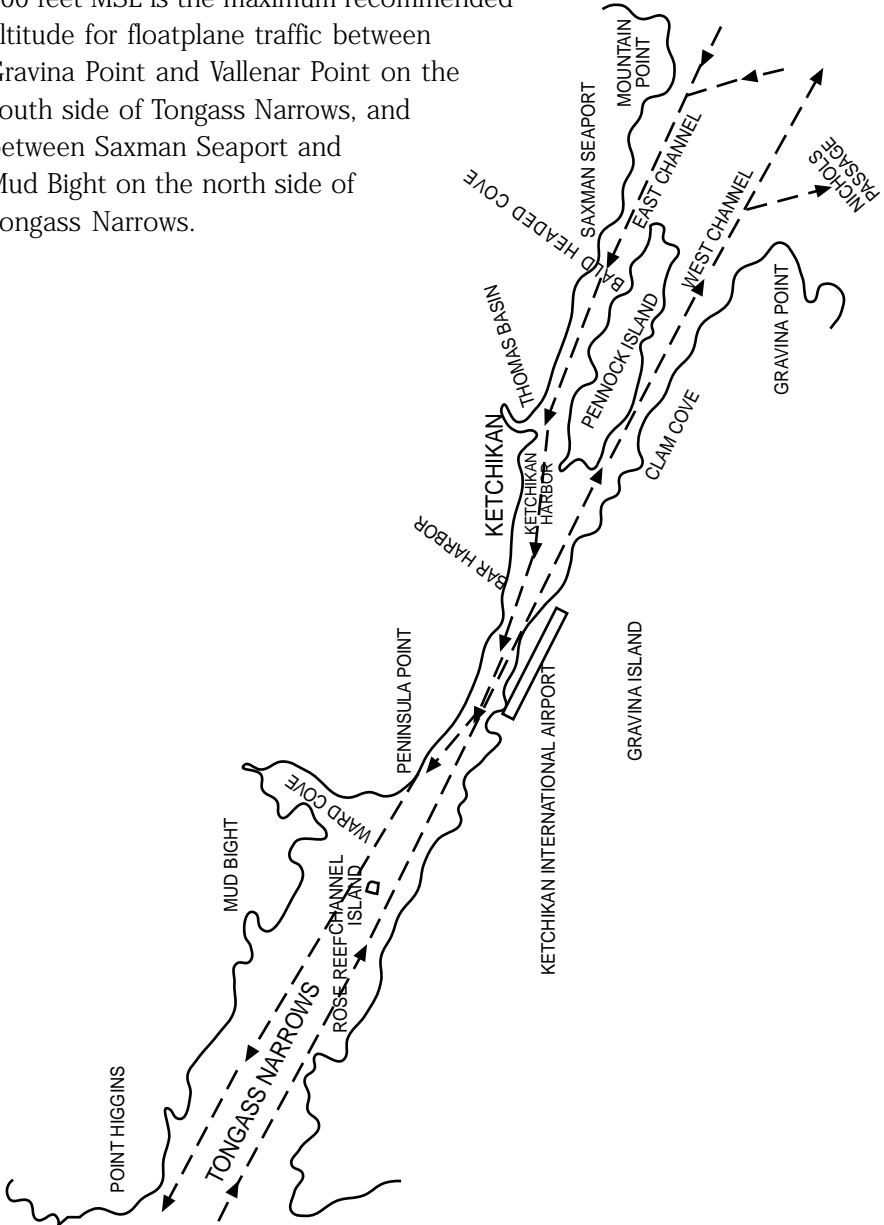 ltitude for floatplane traffic between
Gravina Point and Vallenar Point on the
outh side of Tongass Narrows, and
etween Saxman Seaport and
Mud Bight on the north side of
ongass Narrows.
00 feet MSL is the maximum recommended
MOUNTAIN
POINT
SAXMAN SEAPORT
EAST CHANNEL
BALD HEADED COVE
NICHOLS
PASSAGE
WEST CHANNEL
THOMAS BASIN
PENNOCK ISLAND
GRAVINA POINT
KETCHIKAN
KETCHIKAN
HARBOR
CLAM COVE
BAR HARBOR
PENINSULA POINT
GRAVINA ISLAND
KETCHIKAN INTERNATIONAL AIRPORT
WARD COVE
MUD BIGHT
CHANNEL
ISLAND
ROSE REEF
TONGASS NARROWS
POINT HIGGINS